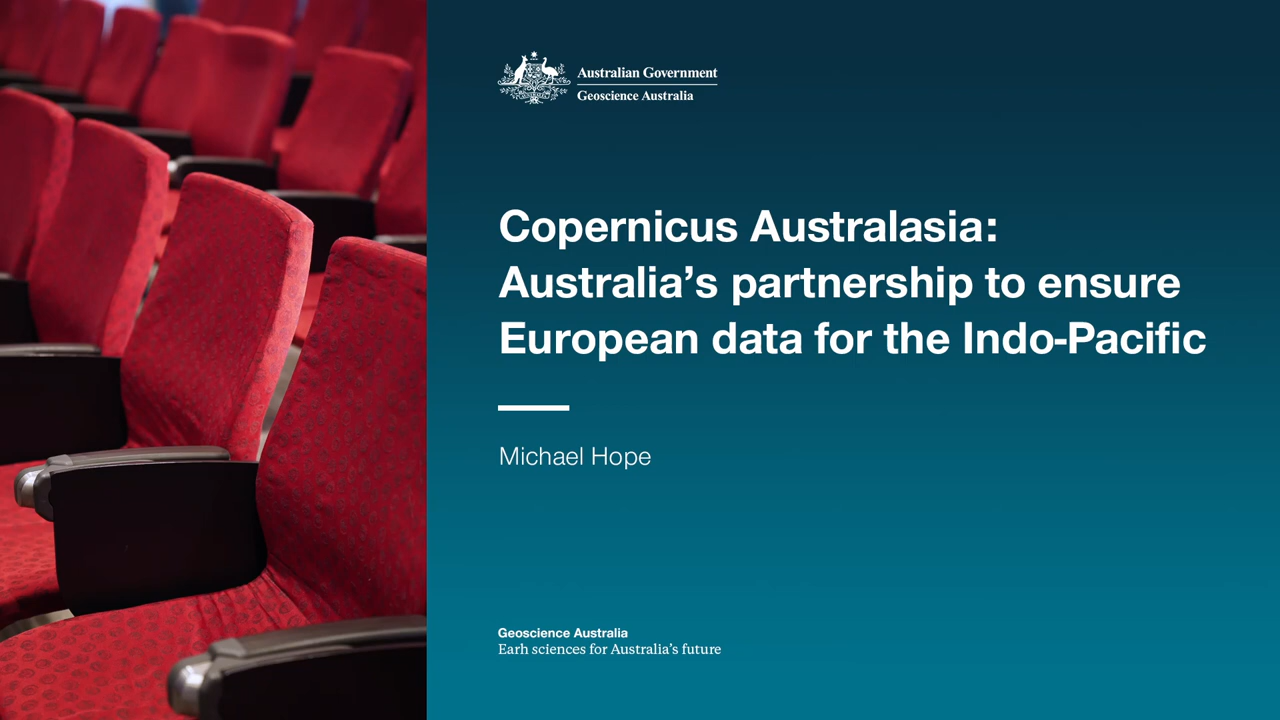 Australian Government
Geoscience Australia
Copernicus Australasia:
Australia’s partnership to ensure
European data for the Indo-Pacific
Michael Hope
Geoscience Australia
Earh sciences for Australia’s future